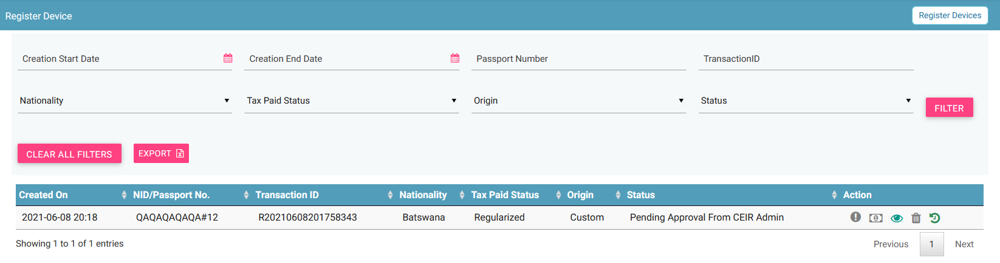 Register Device
Register Devices
Creation Start Date
Creation End Date
Passport Number
TransactionID
Nationality
Tax Paid Status
Origin
Status
FILTER
CLEAR ALL FILTERS
EXPORT
Created On NID/Passport No. Transaction ID Nationality Tax Paid Status Origin Status Action
2021-06-08 20:18 QAQAQAQAQA#12 R20210608201758343 Batswana Regularized Custom Pending Approval From CEIR Admin
Showing 1 to 1 of 1 entries
Previous 1 Next